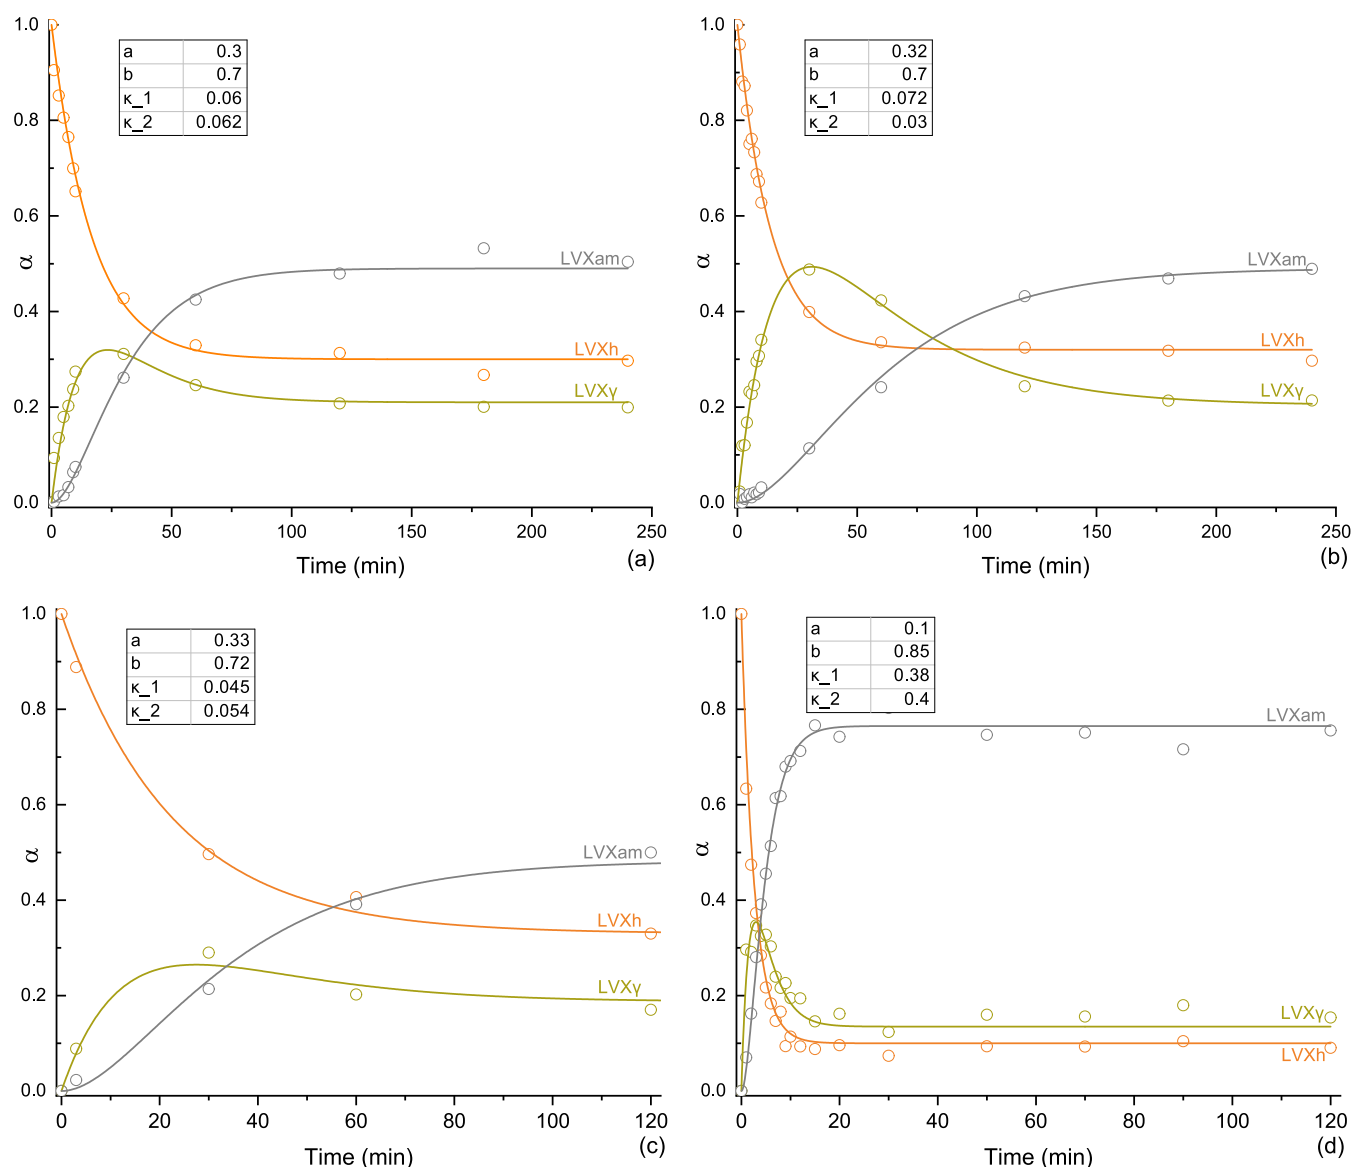 1.0
0.8
0.6
0.4
0.2
0.0
α
a 0.3
b 0.7
κ_1 0.06
κ_2 0.062
LVXam
LVXh
LVXγ
0 50 100 150 200 250
Time (min)
(a)
1.0
0.8
0.6
0.4
0.2
0.0
α
a 0.32
b 0.7
κ_1 0.072
κ_2 0.03
LVXam
LVXh
LVXγ
0 50 100 150 200 250
Time (min)
(b)
1.0
0.8
0.6
0.4
0.2
0.0
α
a 0.33
b 0.72
κ_1 0.045
κ_2 0.054
LVXam
LVXh
LVXγ
0 20 40 60 80 100 120
Time (min)
(c)
1.0
0.8
0.6
0.4
0.2
0.0
α
a 0.1
b 0.85
κ_1 0.38
κ_2 0.4
LVXam
LVXγ
LVXh
0 20 40 60 80 100 120
Time (min)
(d)